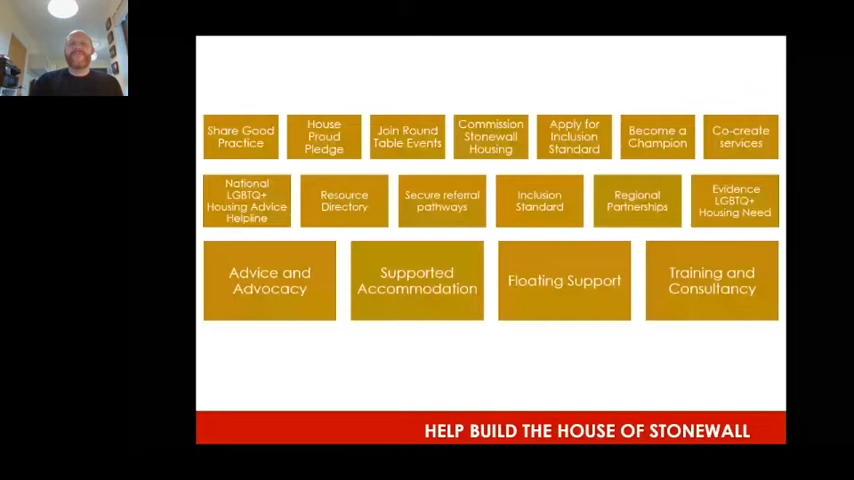 Share Good
Practice
House
Proud
Pledge
Join Round
Table Events
Commission
Stonewall
Housing
Apply for
Inclusion
Standard
Become a
Champion
Co-create
services
National
LGBTQ+
Housing Advice
Helpline
Resource
Directory
Secure referral
pathways
Inclusion
Standard
Regional
Partnerships
Evidence
LGBTQ+
Housing Need
Advice and
Advocacy
Supported
Accommodation
Floating Support
Training and
Consultancy
HELP BUILD THE HOUSE OF STONEWALL